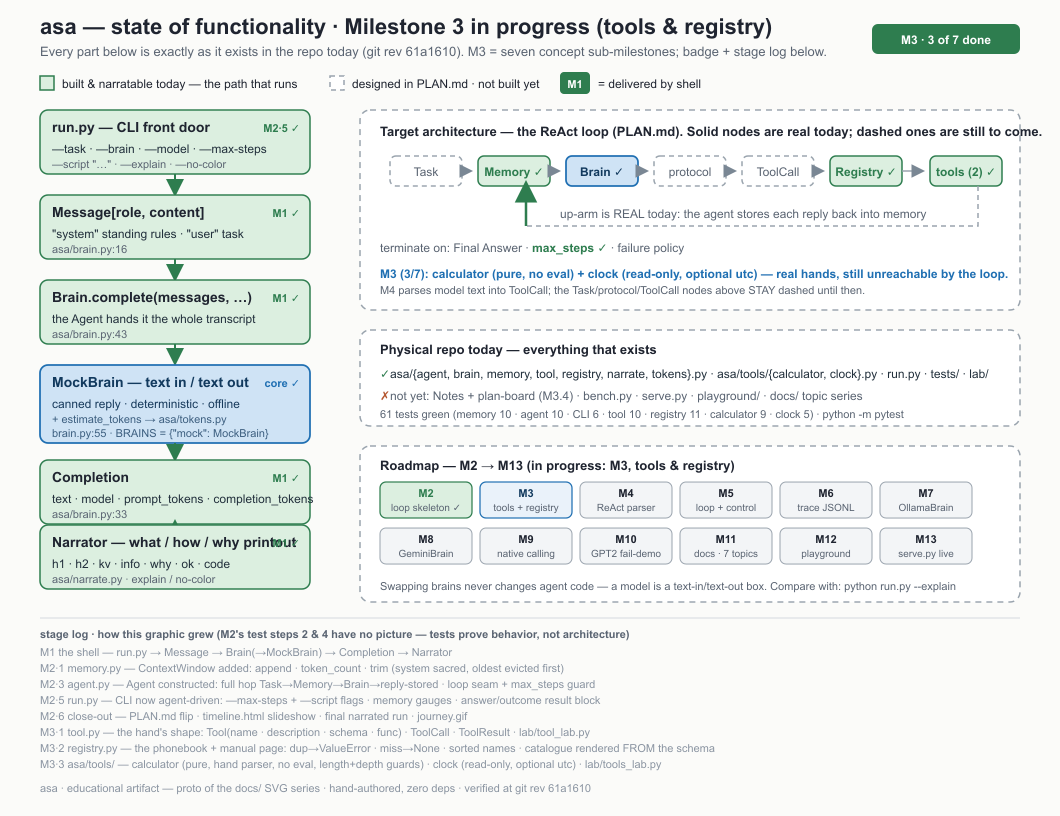 asa — state of functionality · Milestone 3 in progress (tools & registry)
Every part below is exactly as it exists in the repo today (git rev 61a1610). M3 = seven concept sub-milestones; badge + stage log below.
M3 · 3 of 7 done
built & narratable today — the path that runs
designed in PLAN.md · not built yet
M1 = delivered by shell
run.py — CLI front door M2·5 ✓
—task · —brain · —model · —max-steps
—script "…" · —explain · —no-color
Message[role, content] M1 ✓
"system" standing rules · "user" task
asa/brain.py:16
Brain.complete(messages, …) M1 ✓
the Agent hands it the whole transcript
asa/brain.py:43
MockBrain — text in / text out core ✓
canned reply · deterministic · offline
+ estimate_tokens → asa/tokens.py
brain.py:55 · BRAINS = {"mock": MockBrain}
Completion M1 ✓
text · model · prompt_tokens · completion_tokens
asa/brain.py:33
Narrator — what / how / why printout
h1 · h2 · kv · info · why · ok · code
asa/narrate.py · explain / no-color
Target architecture — the ReAct loop (PLAN.md). Solid nodes are real today; dashed ones are still to come.
Task
Memory ✓
Brain ✓
protocol
ToolCall
Registry ✓
tools (2) ✓
up-arm is REAL today: the agent stores each reply back into memory
terminate on: Final Answer · max_steps ✓ · failure policy
M3 (3/7): calculator (pure, no eval) + clock (read-only, optional utc) — real hands, still unreachable by the loop.
M4 parses model text into ToolCall; the Task/protocol/ToolCall nodes above STAY dashed until then.
Physical repo today — everything that exists
✓asa/{agent, brain, memory, tool, registry, narrate, tokens}.py · asa/tools/{calculator, clock}.py · run.py · tests/ · lab/
✗not yet: Notes + plan-board (M3.4) · bench.py · serve.py · playground/ · docs/ topic series
61 tests green (memory 10 · agent 10 · CLI 6 · tool 10 · registry 11 · calculator 9 · clock 5) · python -m pytest
Roadmap — M2 → M13 (in progress: M3, tools & registry)
M2
loop skeleton ✓
M3
tools + registry
M4
ReAct parser
M5
loop + control
M6
trace JSONL
M7
OllamaBrain
M8
GeminiBrain
M9
native calling
M10
GPT2 fail-demo
M11
docs · 7 topics
M12
playground
M13
serve.py live
Swapping brains never changes agent code — a model is a text-in/text-out box. Compare with: python run.py --explain
stage log · how this graphic grew (M2's test steps 2 & 4 have no picture — tests prove behavior, not architecture)
M1 the shell — run.py → Message → Brain(→MockBrain) → Completion → Narrator
M2·1 memory.py — ContextWindow added: append · token_count · trim (system sacred, oldest evicted first)
M2·3 agent.py — Agent constructed: full hop Task→Memory→Brain→reply-stored · loop seam + max_steps guard
M2·5 run.py — CLI now agent-driven: —max-steps + —script flags · memory gauges · answer/outcome result block
M2·6 close-out — PLAN.md flip · timeline.html slideshow · final narrated run · journey.gif
M3·1 tool.py — the hand's shape: Tool(name · description · schema · func) · ToolCall · ToolResult · lab/tool_lab.py
M3·2 registry.py — the phonebook + manual page: dup→ValueError · miss→None · sorted names · catalogue rendered FROM the schema
M3·3 asa/tools/ — calculator (pure, hand parser, no eval, length+depth guards) · clock (read-only, optional utc) · lab/tools_lab.py
asa · educational artifact — proto of the docs/ SVG series · hand-authored, zero deps · verified at git rev 61a1610